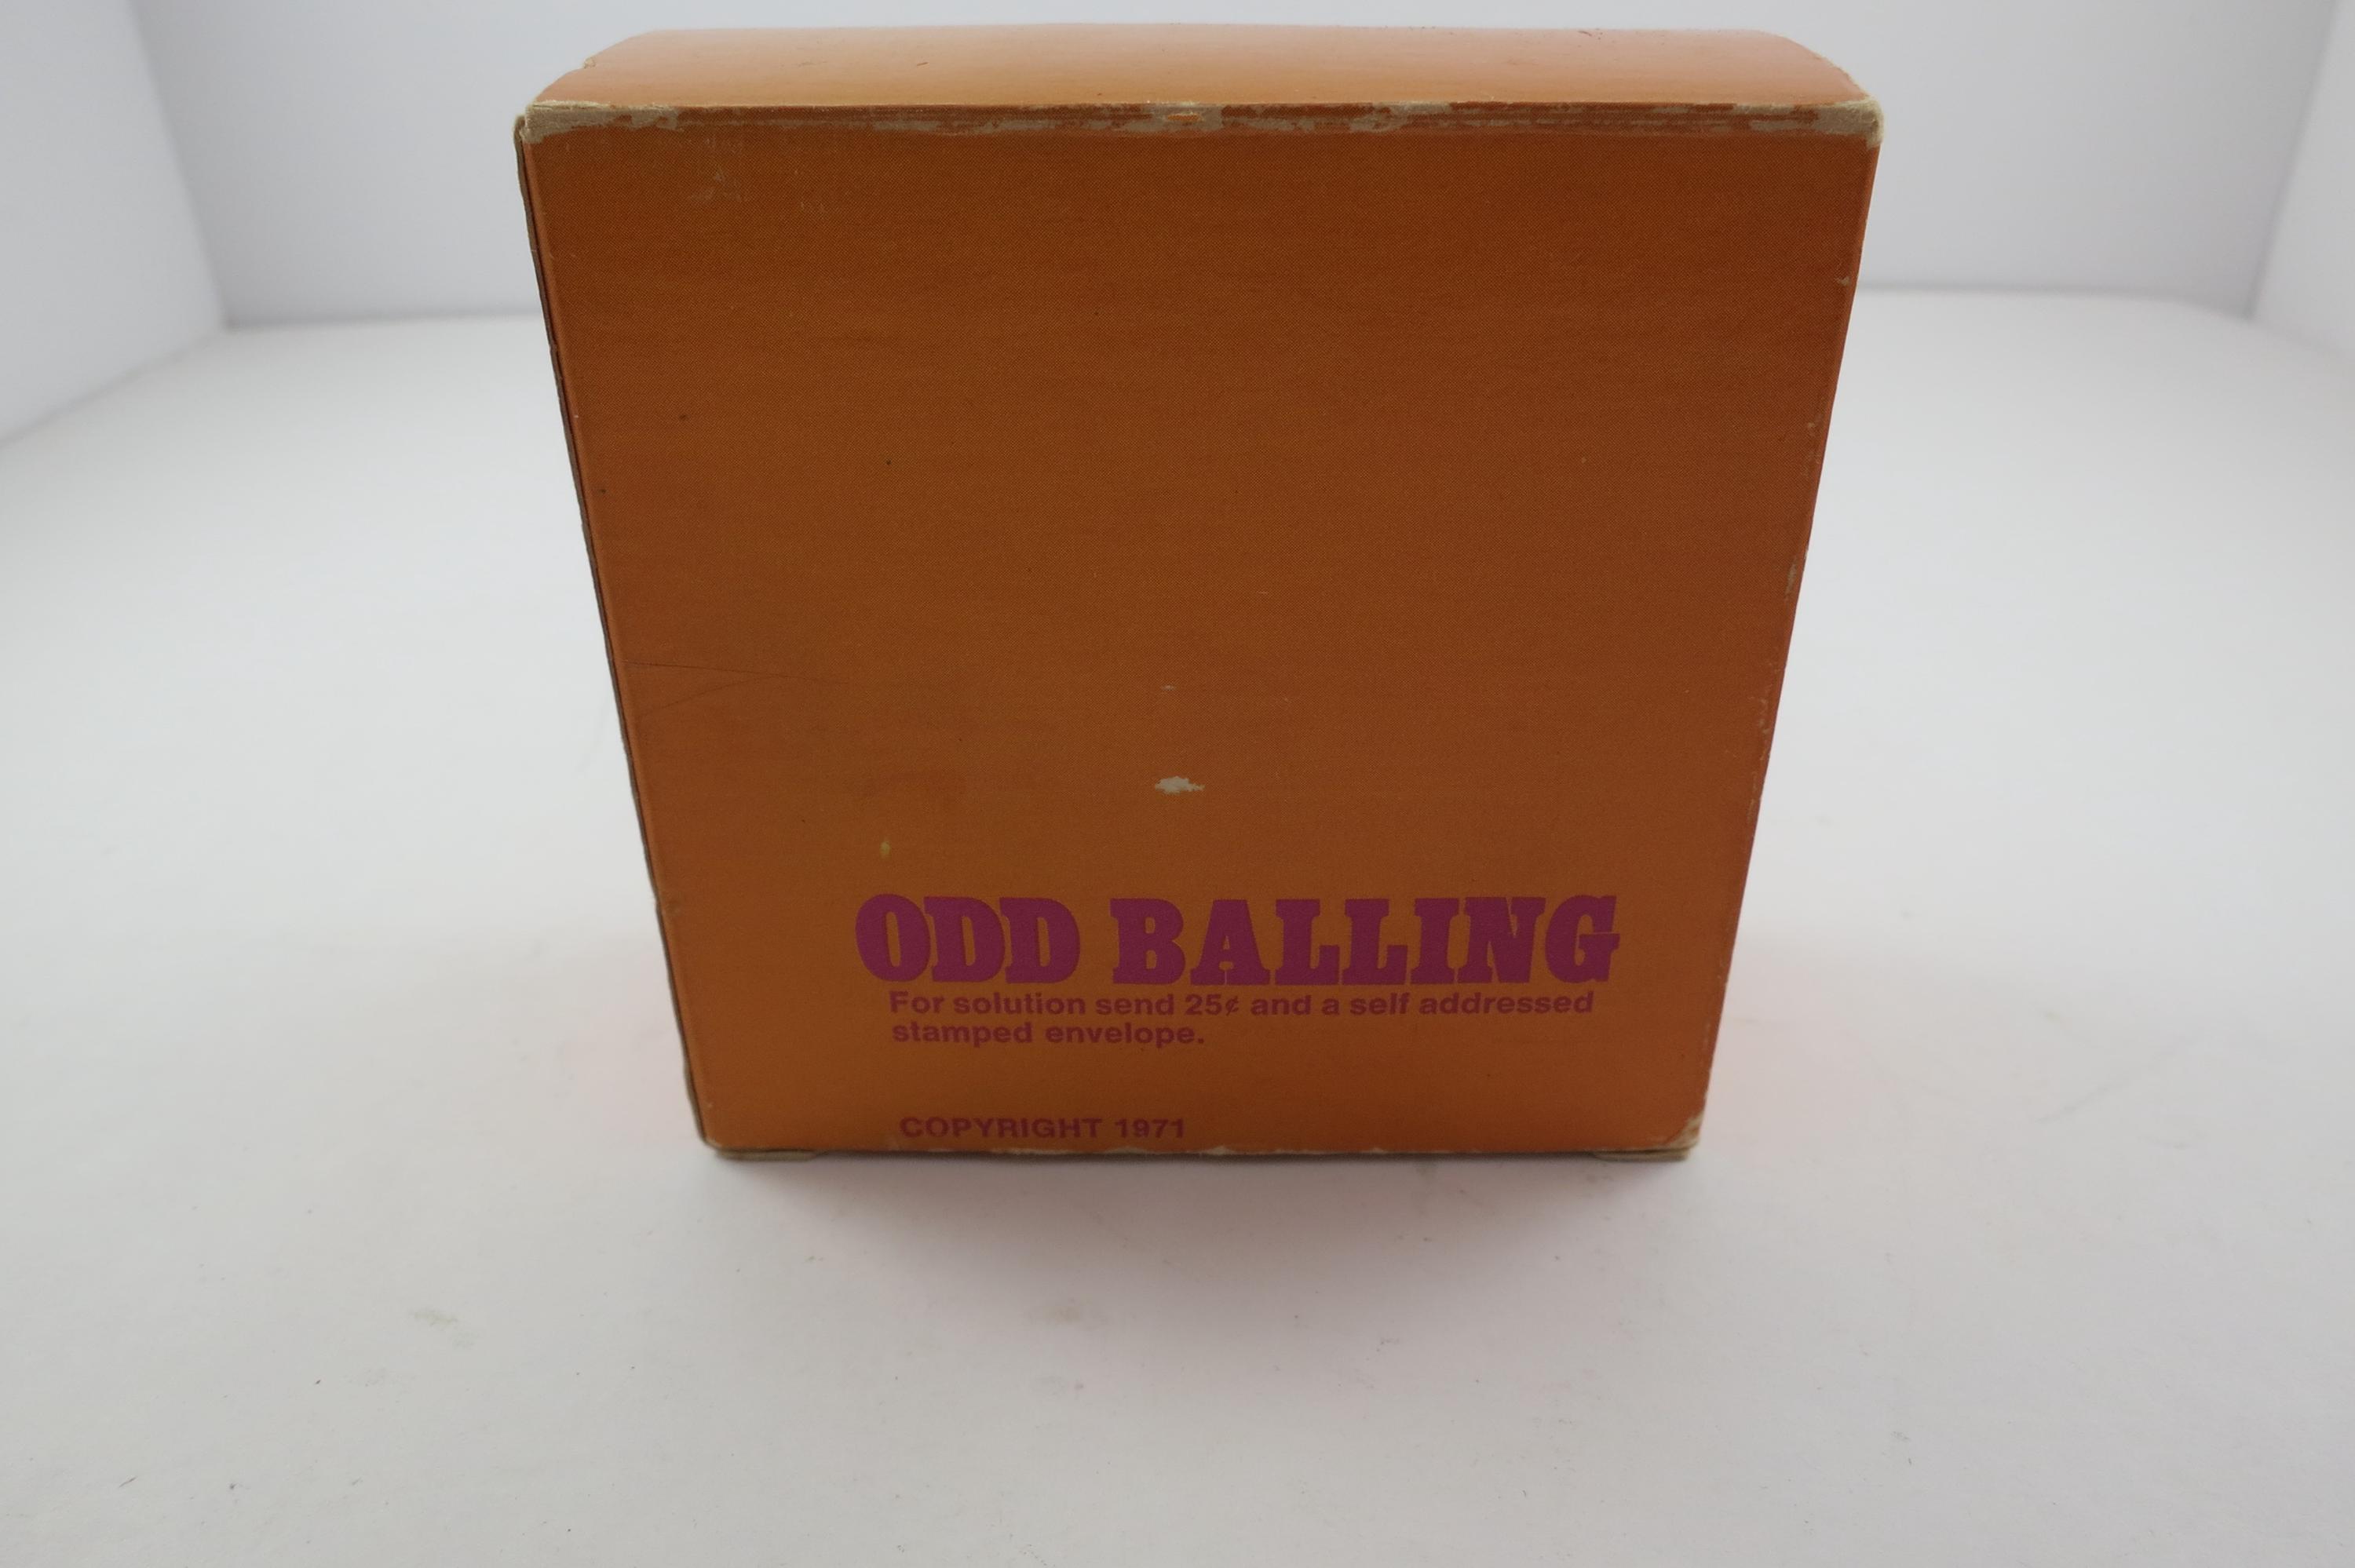 ODD BALLING
For solution send 25¢ and a self addressed
stamped envelope.
COPYRIGHT 1971